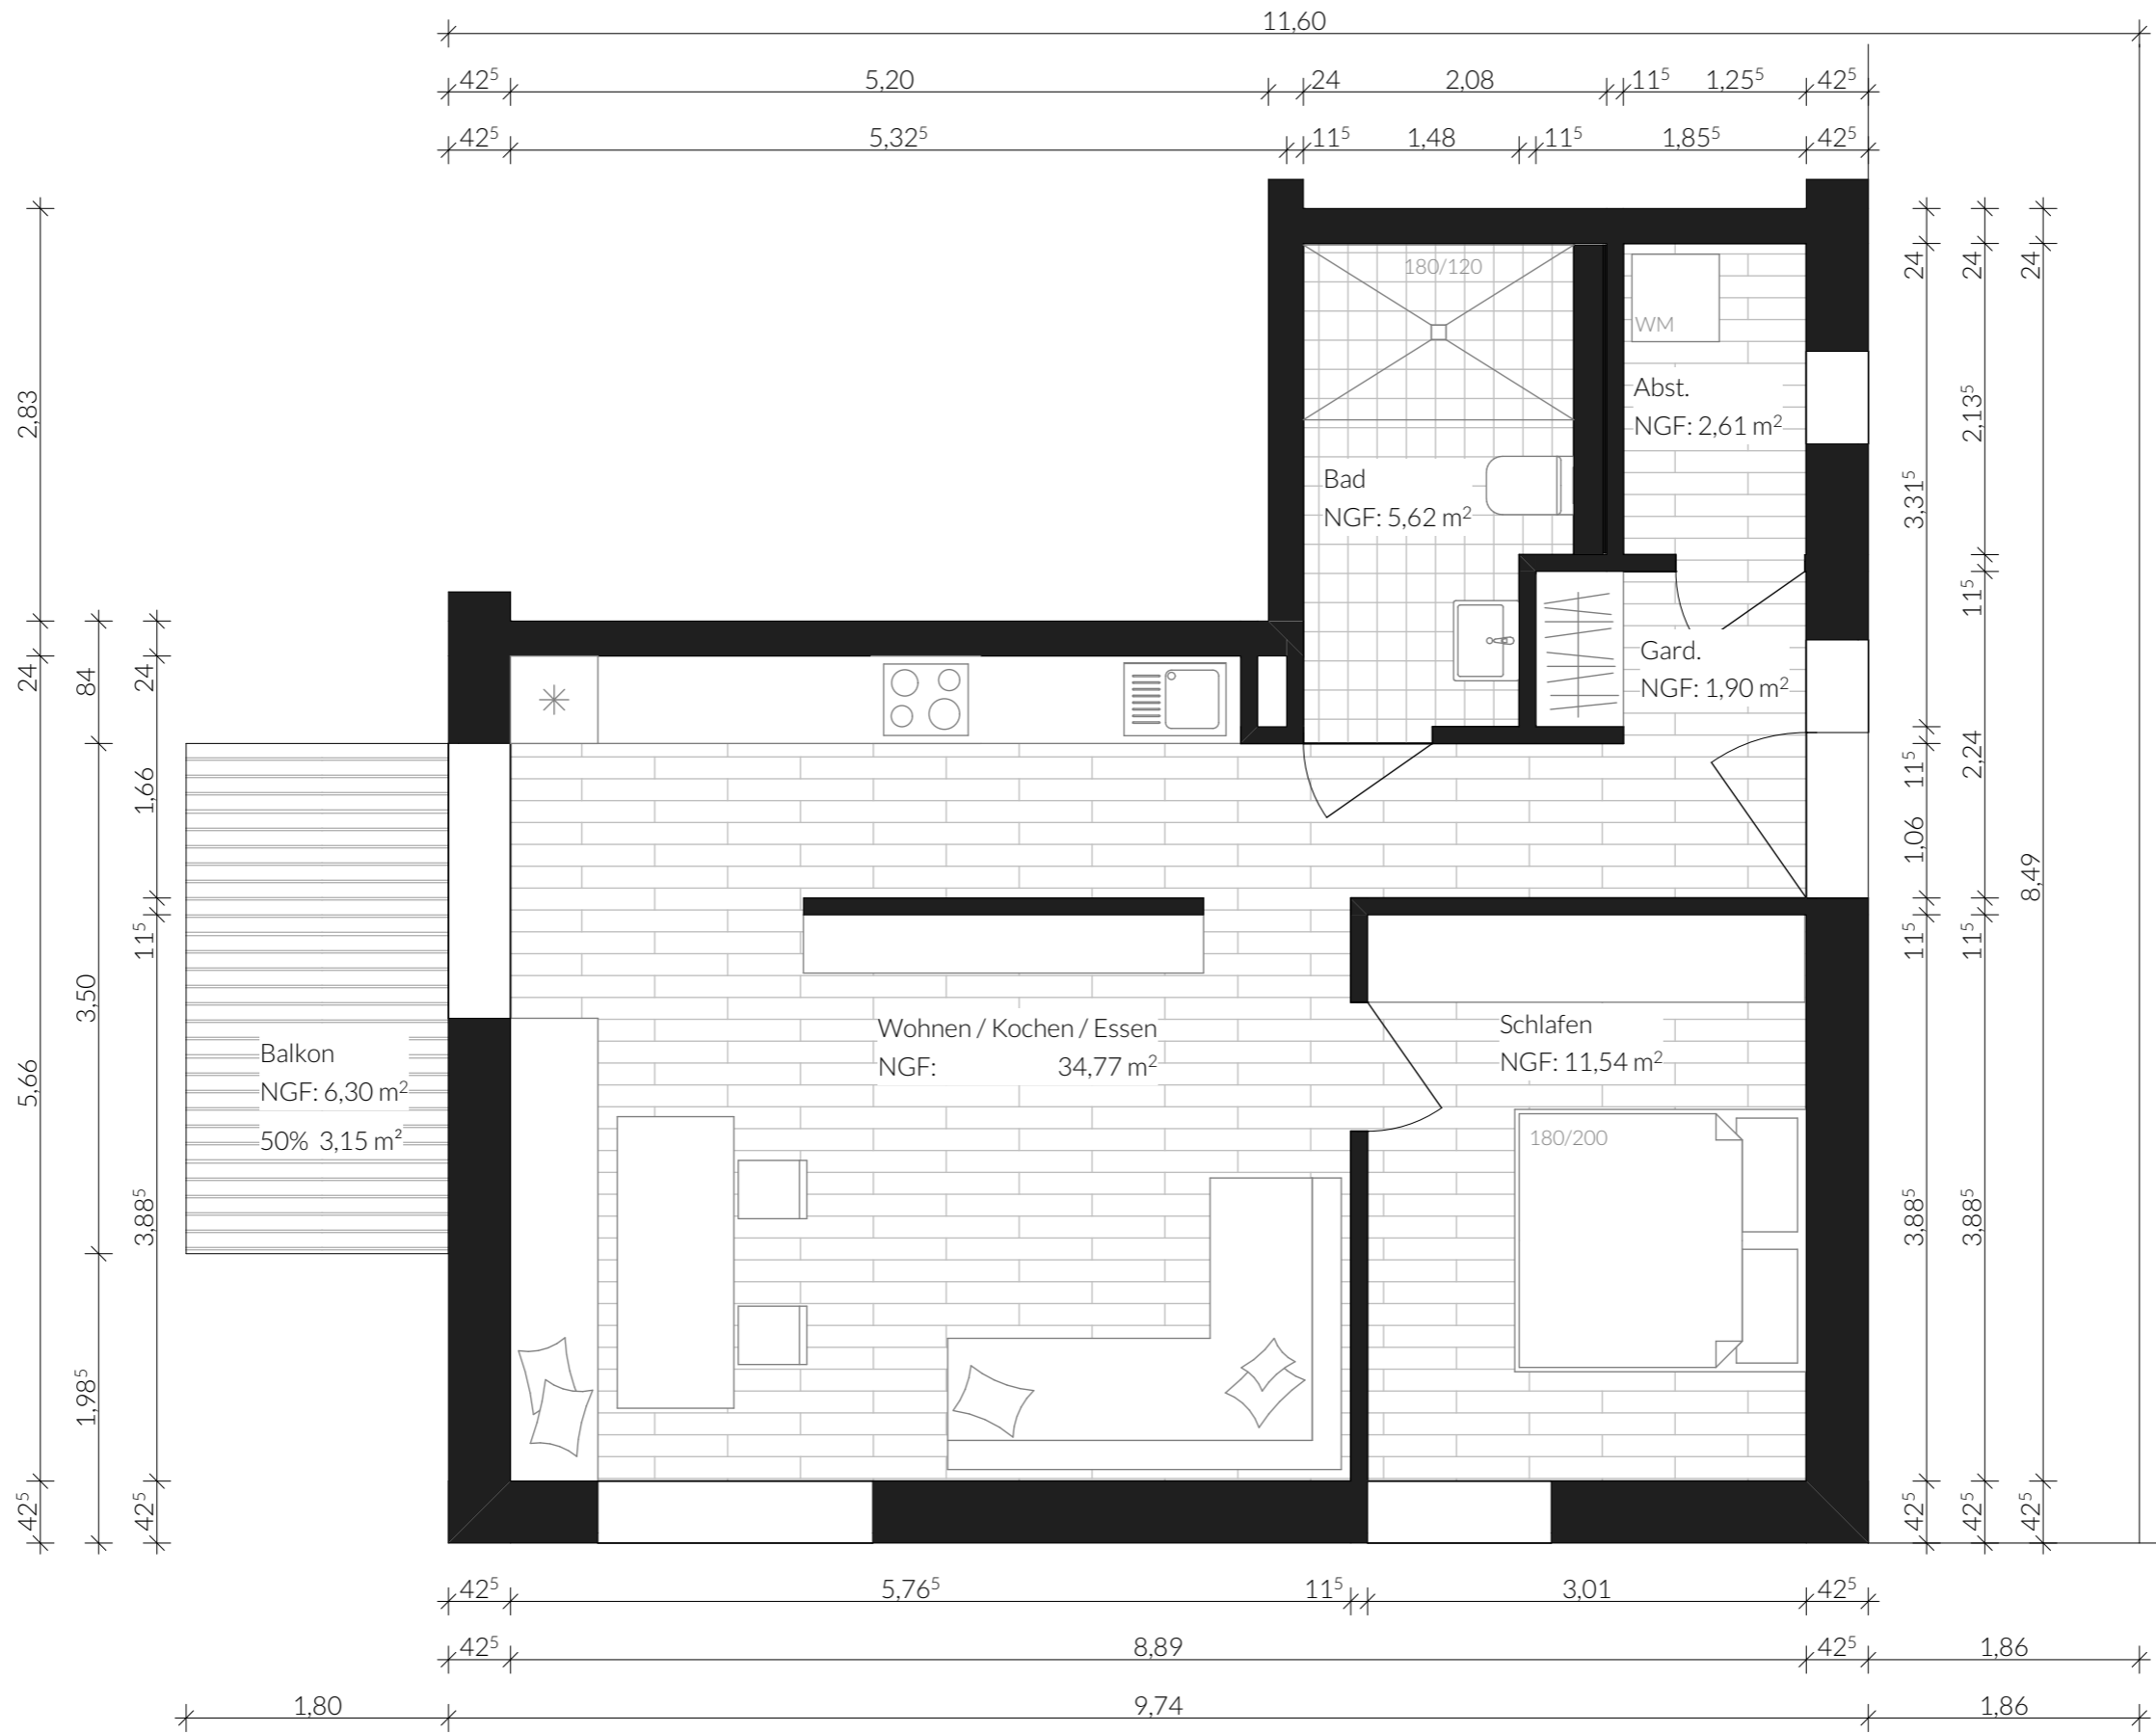 11,60
42⁵ 5,20 24 2,08 11⁵ 1,25⁵ 42⁵
42⁵ 5,32⁵ 11⁵ 1,48 11⁵ 1,85⁵ 42⁵
2,83
24
5,66
42⁵
84
3,50
1,98⁵
24
1,66
11⁵
3,88⁵
42⁵
180/120
WM
Abst.
NGF: 2,61 m²
Bad
NGF: 5,62 m²
Gard.
NGF: 1,90 m²
Balkon
NGF: 6,30 m²
50% 3,15 m²
Wohnen / Kochen / Essen
NGF: 34,77 m²
Schlafen
NGF: 11,54 m²
180/200
24
3,31⁵
11⁵
1,06
11⁵
3,88⁵
42⁵
24
2,13⁵
11⁵
2,24
11⁵
3,88⁵
42⁵
24
8,49
42⁵
42⁵ 5,76⁵ 11⁵ 3,01 42⁵
42⁵ 8,89 42⁵ 1,86
1,80 9,74 1,86